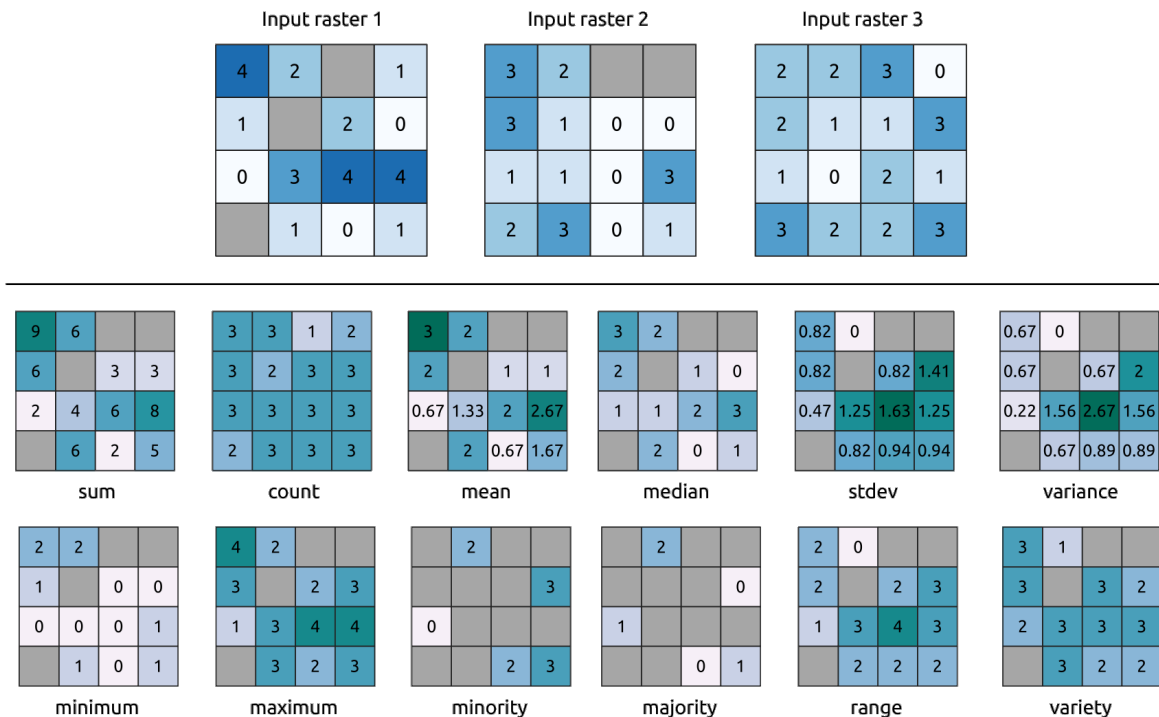 Input raster 1 Input raster 2 Input raster 3
4 2 1 3 2 2 2 3 0
1 2 0 3 1 0 0 2 1 1 3
0 3 4 4 1 1 0 3 1 0 2 1
1 0 1 2 3 0 1 3 2 2 3
9 6 3 3 1 2 3 2 3 2 0.82 0 0.67 0
6 3 3 3 2 3 3 2 1 1 2 1 0 0.82 0.82 1.41 0.67 0.67 2
2 4 6 8 3 3 3 3 0.67 1.33 2 2.67 1 1 2 3 0.47 1.25 1.63 1.25 0.22 1.56 2.67 1.56
6 2 5 2 3 3 3 2 0.67 1.67 2 0 1 0.82 0.94 0.94 0.67 0.89 0.89
sum count mean median stdev variance
2 2 4 2 2 2 2 0 3 1
1 0 0 3 2 3 3 0 2 2 3 3 3 2
0 0 0 1 1 3 4 4 0 1 1 3 4 3 2 3 3 3
1 0 1 3 2 3 2 3 0 1 2 2 2 3 2 2
minimum maximum minority majority range variety